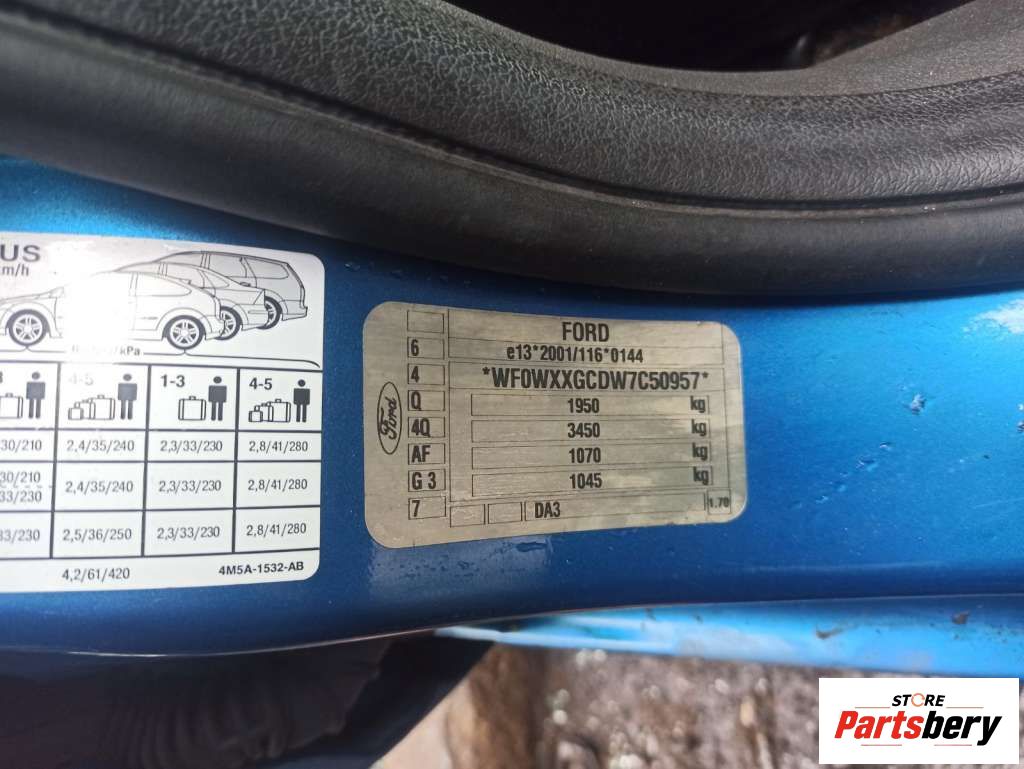 US
km/h
kPa
1-3
4-5
4-5
30/210
2,4/35/240
2,3/33/230
2,8/41/280
30/210
33/230
2,4/35/240
2,3/33/230
2,8/41/280
33/230
2,5/36/250
2,3/33/230
2,8/41/280
4,2/61/420
4M5A-1532-AB
Ford
FORD
6 e13*2001/116*0144
4 *WF0WXXGCDW7C50957*
Q 1950 kg
4Q 3450 kg
AF 1070 kg
G 3 1045 kg
7 DA3 1.70
STORE
Partsbery